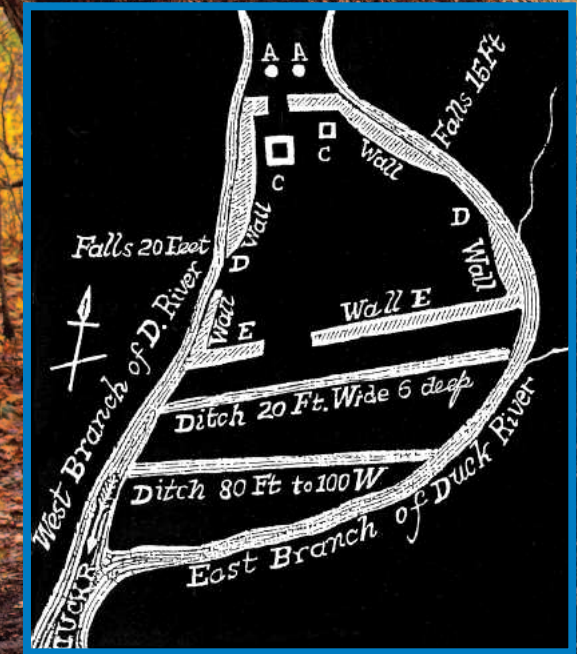 A A
Falls 15 Ft
C
C
Wall
Wall
D
Wall
Falls 20 Feet
D
Wall
E
Wall E
West Branch of D. River
Ditch 20 Ft. Wide 6 deep
Ditch 80 Ft to 100 W
East Branch of Duck River